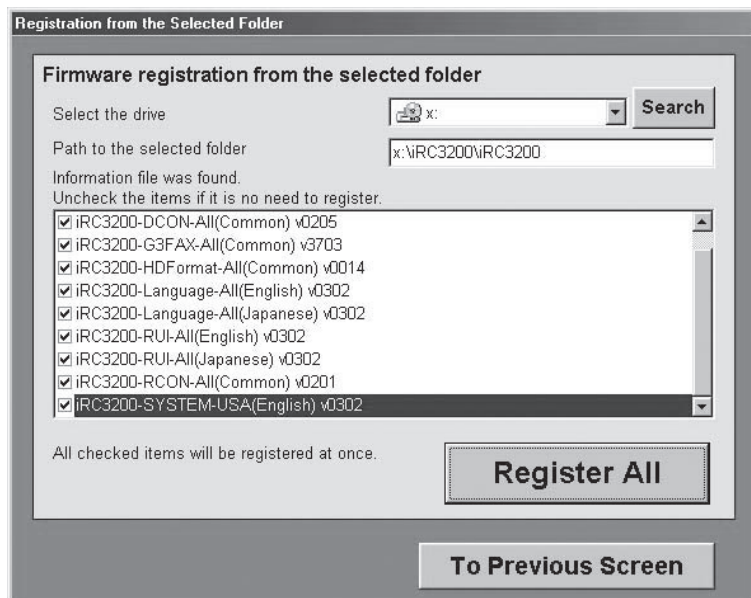 Registration from the Selected Folder
Firmware registration from the selected folder
Select the drive
x:
Search
Path to the selected folder
x:\iRC3200\iRC3200
Information file was found.
Uncheck the items if it is no need to register.
iRC3200-DCON-All(Common) v0205
iRC3200-G3FAX-All(Common) v3703
iRC3200-HDFormat-All(Common) v0014
iRC3200-Language-All(English) v0302
iRC3200-Language-All(Japanese) v0302
iRC3200-RUI-All(English) v0302
iRC3200-RUI-All(Japanese) v0302
iRC3200-RCON-All(Common) v0201
iRC3200-SYSTEM-USA(English) v0302
All checked items will be registered at once.
Register All
To Previous Screen